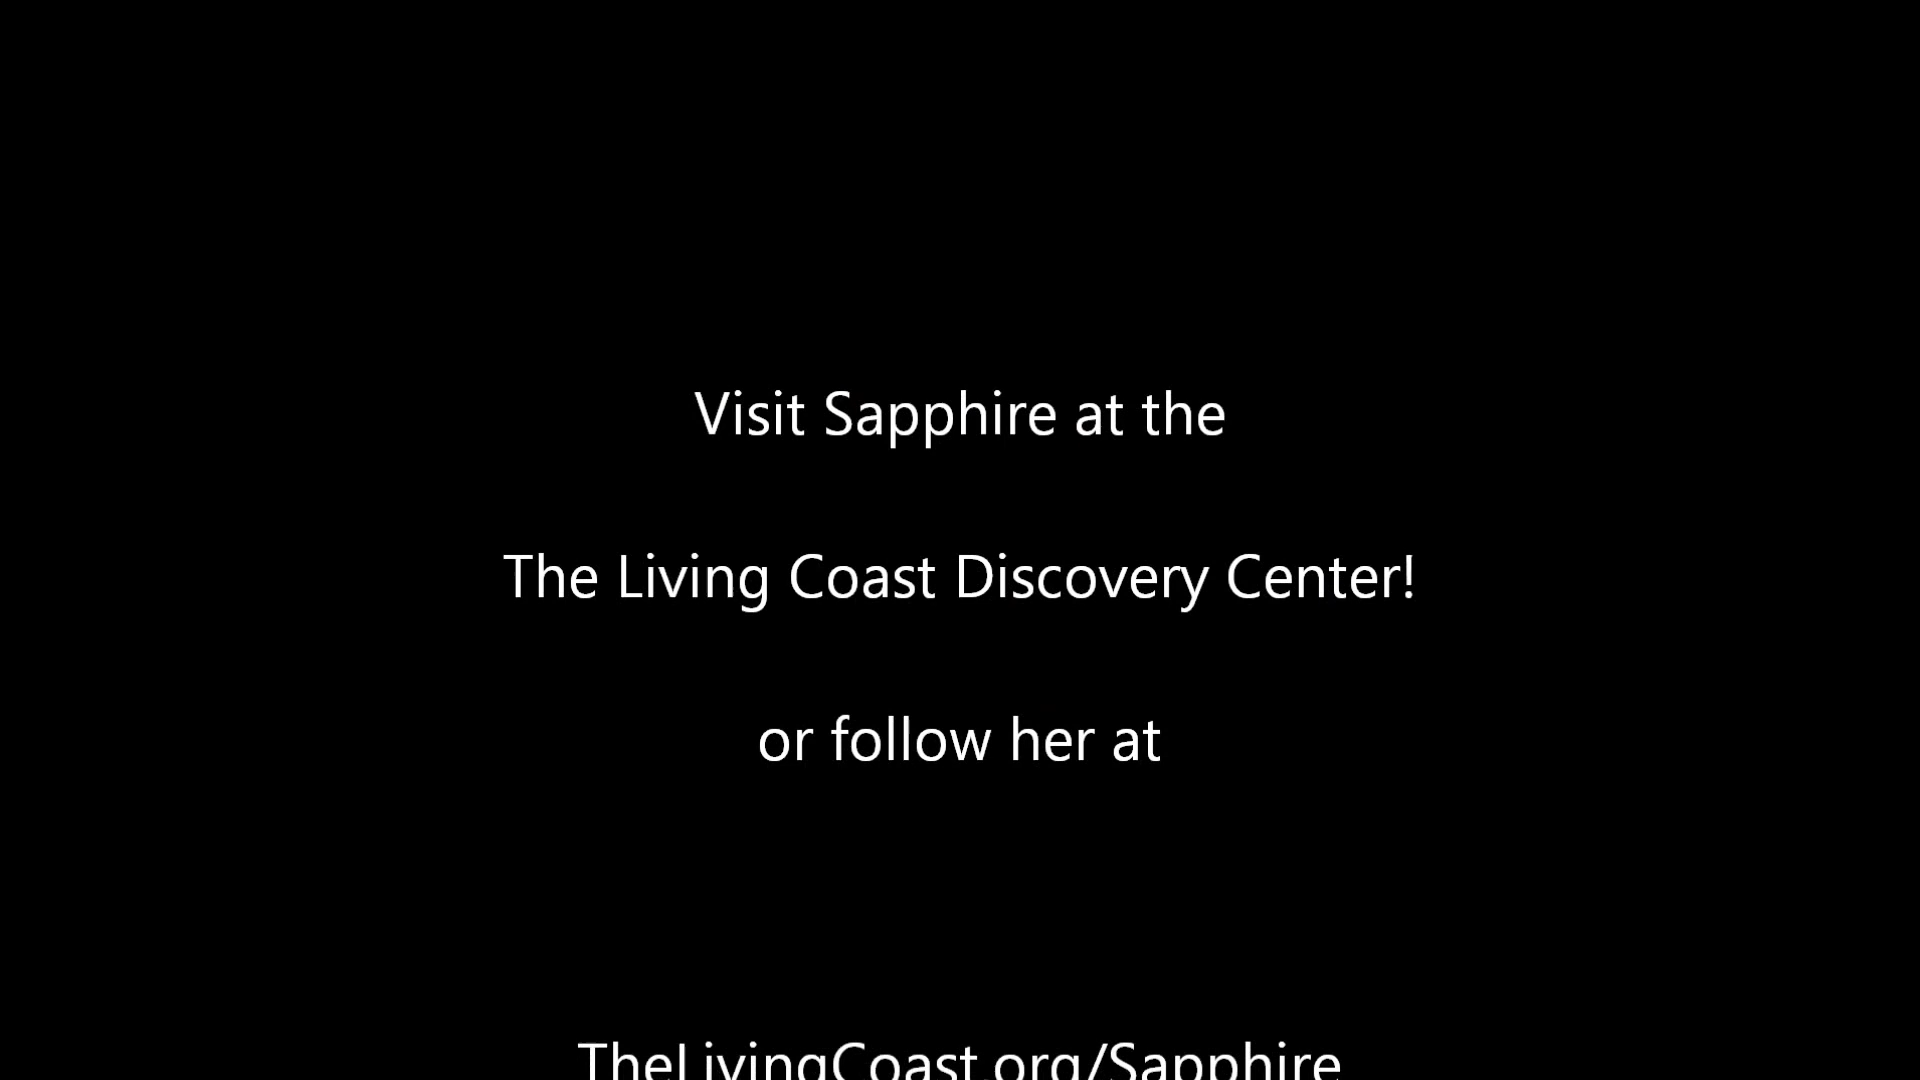 Visit Sapphire at the
The Living Coast Discovery Center!
or follow her at
TheLivingCoast.org/Sapphire